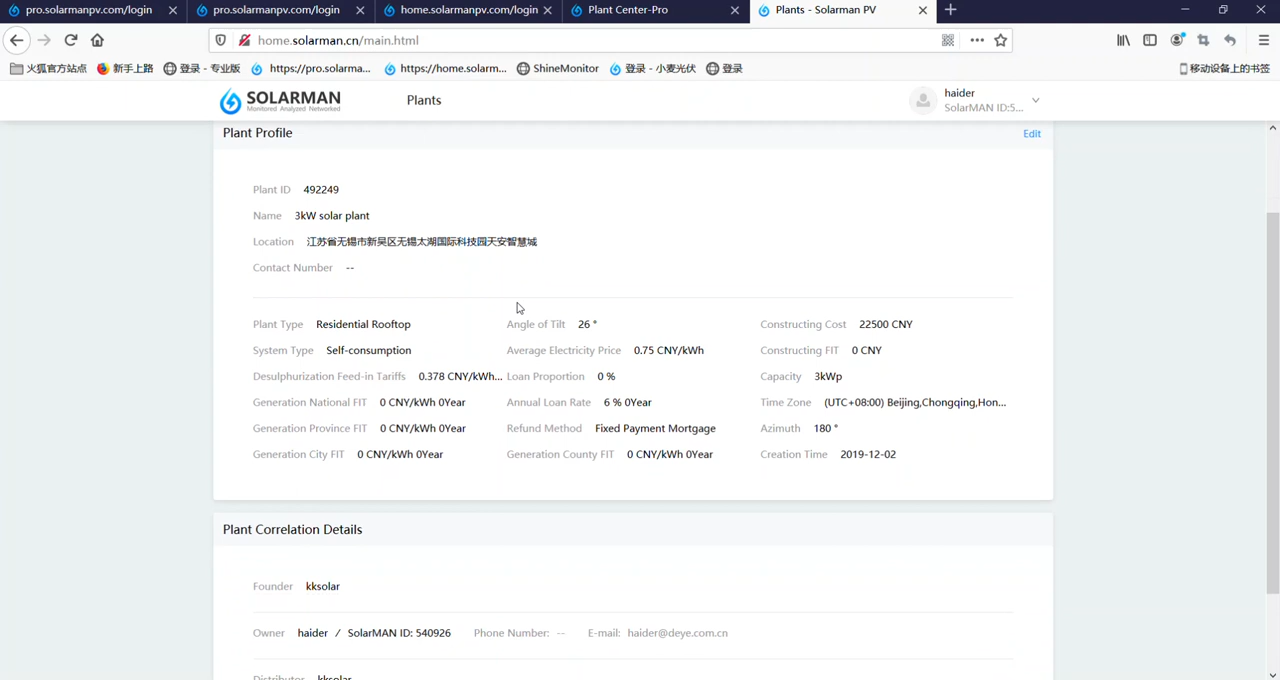 pro.solarmanpv.com/login
pro.solarmanpv.com/login
home.solarmanpv.com/login
Plant Center-Pro
Plants - Solarman PV
home.solarman.cn/main.html
火狐官方站点
新手上路
登录 - 专业版
https://pro.solarma...
https://home.solarm...
ShineMonitor
登录 - 小麦光伏
登录
移动设备上的书签
SOLARMAN
Monitored Analyzed Networked
Plants
haider
SolarMAN ID:5...
Plant Profile
Edit
Plant ID 492249
Name 3kW solar plant
Location 江苏省无锡市新吴区无锡太湖国际科技园天安智慧城
Contact Number --
Plant Type Residential Rooftop
Angle of Tilt 26 °
Constructing Cost 22500 CNY
System Type Self-consumption
Average Electricity Price 0.75 CNY/kWh
Constructing FIT 0 CNY
Desulphurization Feed-in Tariffs 0.378 CNY/kWh...
Loan Proportion 0 %
Capacity 3kWp
Generation National FIT 0 CNY/kWh 0Year
Annual Loan Rate 6 % 0Year
Time Zone (UTC+08:00) Beijing,Chongqing,Hon...
Generation Province FIT 0 CNY/kWh 0Year
Refund Method Fixed Payment Mortgage
Azimuth 180 °
Generation City FIT 0 CNY/kWh 0Year
Generation County FIT 0 CNY/kWh 0Year
Creation Time 2019-12-02
Plant Correlation Details
Founder kksolar
Owner haider / SolarMAN ID: 540926 Phone Number: -- E-mail: haider@deye.com.cn
Distributor kksolar